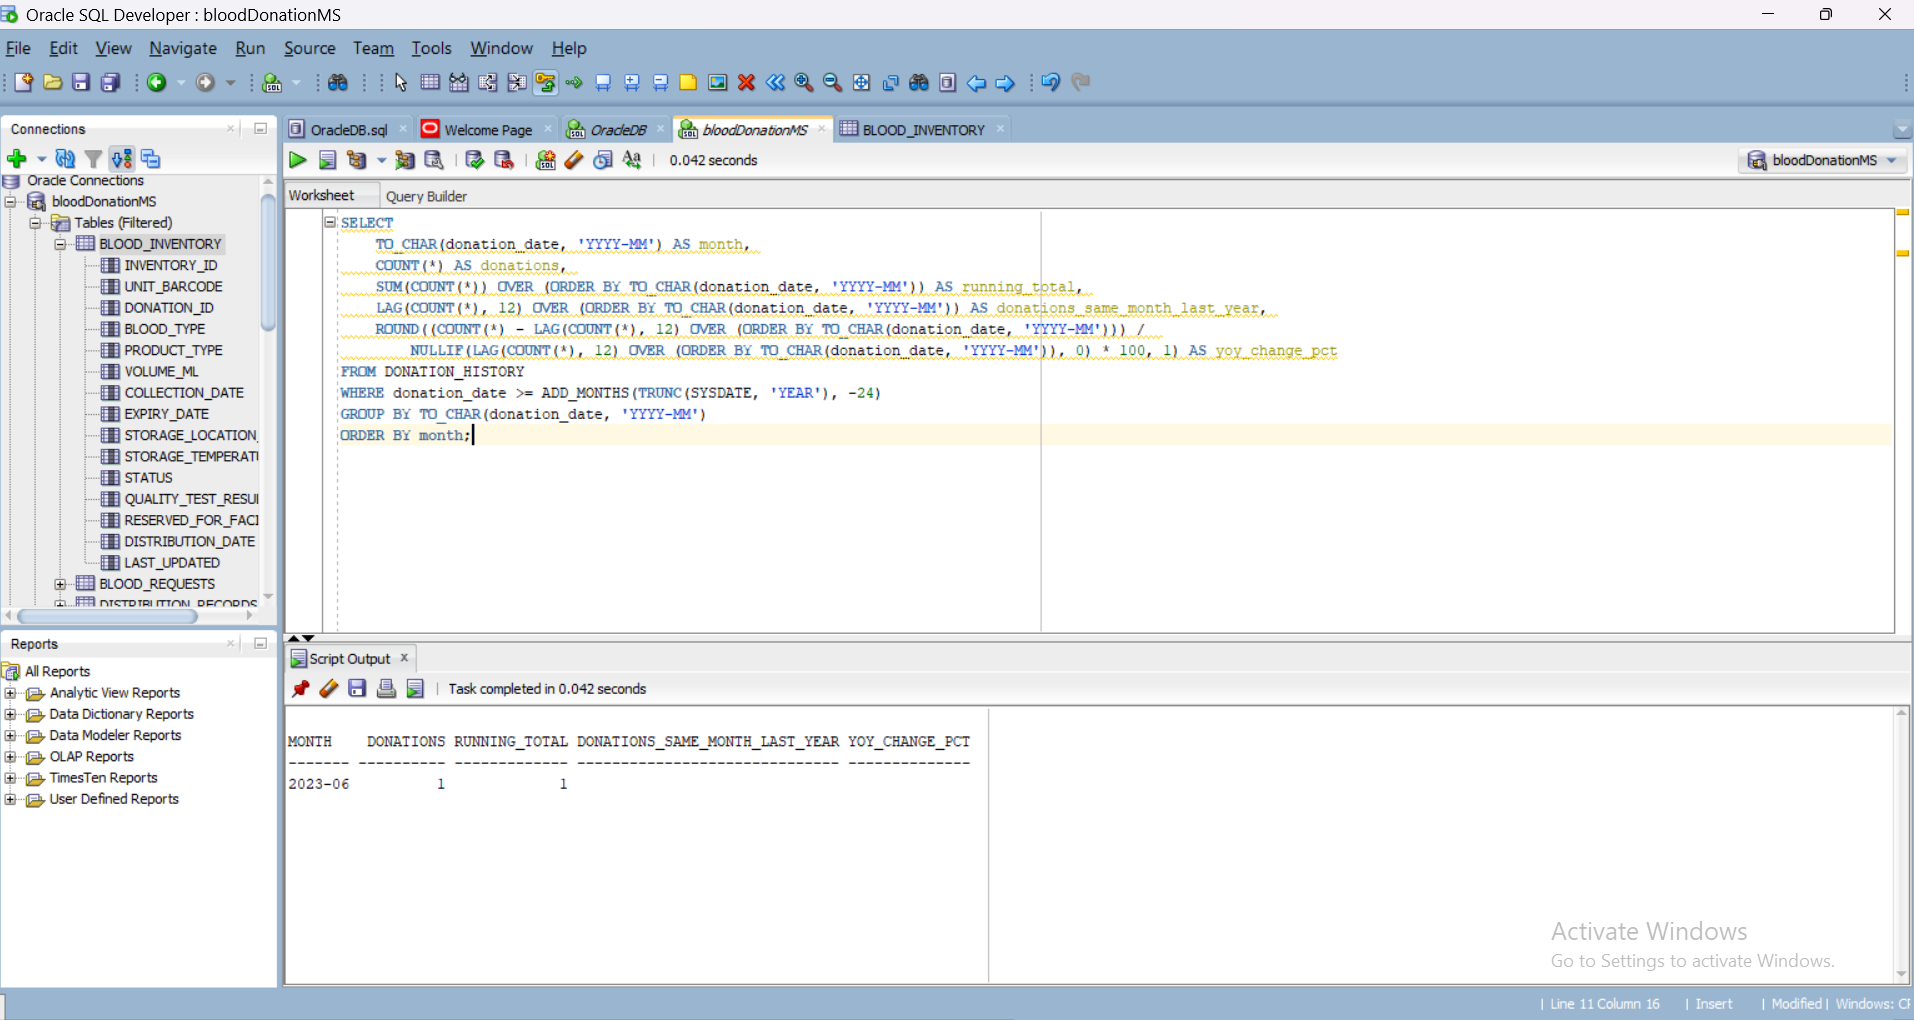 Oracle SQL Developer : bloodDonationMS
File Edit View Navigate Run Source Team Tools Window Help
Connections
Oracle Connections
bloodDonationMS
Tables (Filtered)
BLOOD_INVENTORY
INVENTORY_ID
UNIT_BARCODE
DONATION_ID
BLOOD_TYPE
PRODUCT_TYPE
VOLUME_ML
COLLECTION_DATE
EXPIRY_DATE
STORAGE_LOCATION
STORAGE_TEMPERAT
STATUS
QUALITY_TEST_RESU
RESERVED_FOR_FACI
DISTRIBUTION_DATE
LAST_UPDATED
BLOOD_REQUESTS
DISTRIBUTION_RECORDS
Reports
All Reports
Analytic View Reports
Data Dictionary Reports
Data Modeler Reports
OLAP Reports
TimesTen Reports
User Defined Reports
OracleDB.sql Welcome Page OracleDB bloodDonationMS BLOOD_INVENTORY
0.042 seconds bloodDonationMS
Worksheet Query Builder
SELECT
TO_CHAR(donation_date, 'YYYY-MM') AS month,
COUNT(*) AS donations,
SUM(COUNT(*)) OVER (ORDER BY TO_CHAR(donation_date, 'YYYY-MM')) AS running_total,
LAG(COUNT(*), 12) OVER (ORDER BY TO_CHAR(donation_date, 'YYYY-MM')) AS donations_same_month_last_year,
ROUND((COUNT(*) - LAG(COUNT(*), 12) OVER (ORDER BY TO_CHAR(donation_date, 'YYYY-MM'))) /
NULLIF(LAG(COUNT(*), 12) OVER (ORDER BY TO_CHAR(donation_date, 'YYYY-MM')), 0) * 100, 1) AS yoy_change_pct
FROM DONATION_HISTORY
WHERE donation_date >= ADD_MONTHS(TRUNC(SYSDATE, 'YEAR'), -24)
GROUP BY TO_CHAR(donation_date, 'YYYY-MM')
ORDER BY month;
Script Output
Task completed in 0.042 seconds
MONTH DONATIONS RUNNING_TOTAL DONATIONS_SAME_MONTH_LAST_YEAR YOY_CHANGE_PCT
------- ---------- ------------- ------------------------------ --------------
2023-06 1 1
Activate Windows
Go to Settings to activate Windows.
Line 11 Column 16 | Insert | Modified | Windows: CR